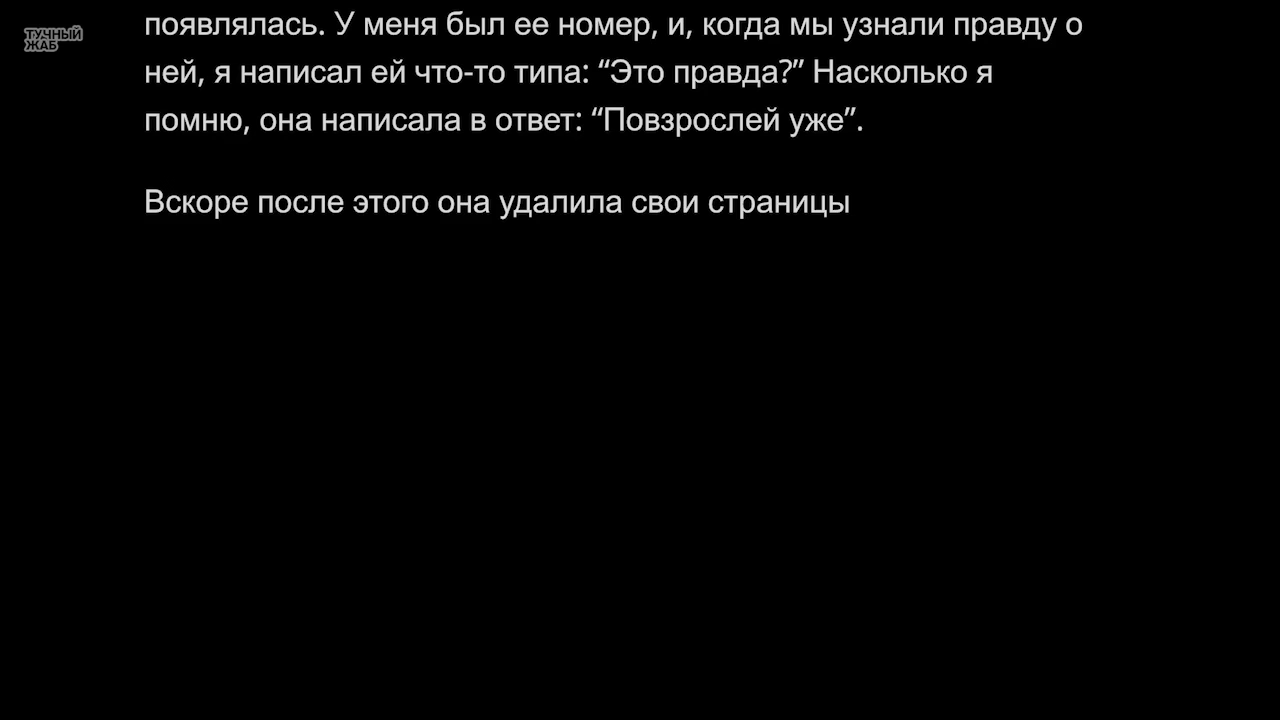 ТУЧНЫЙ
ЖАБ
появлялась. У меня был ее номер, и, когда мы узнали правду о
ней, я написал ей что-то типа: “Это правда?” Насколько я
помню, она написала в ответ: “Повзрослей уже”.
Вскоре после этого она удалила свои страницы